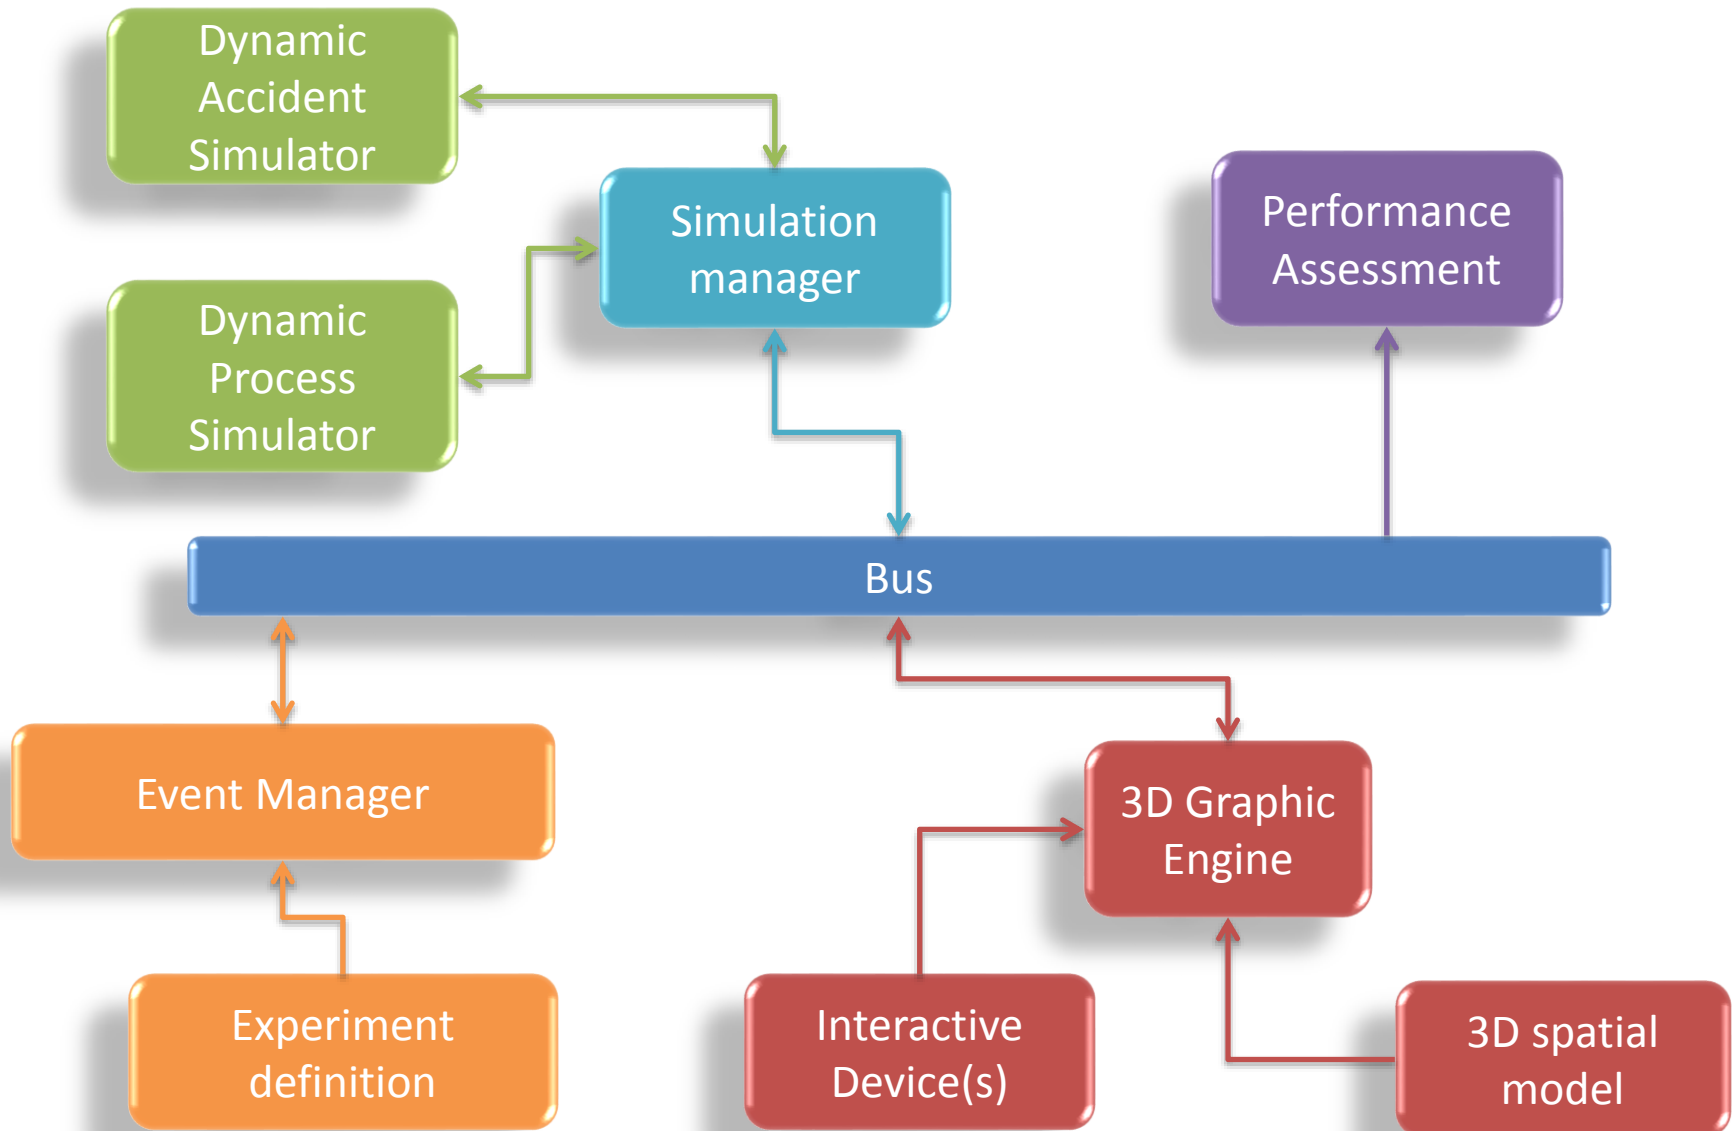 Dynamic
Accident
Simulator
Simulation
manager
Performance
Assessment
Dynamic
Process
Simulator
Bus
Event Manager
3D Graphic
Engine
Experiment
definition
Interactive
Device(s)
3D spatial
model